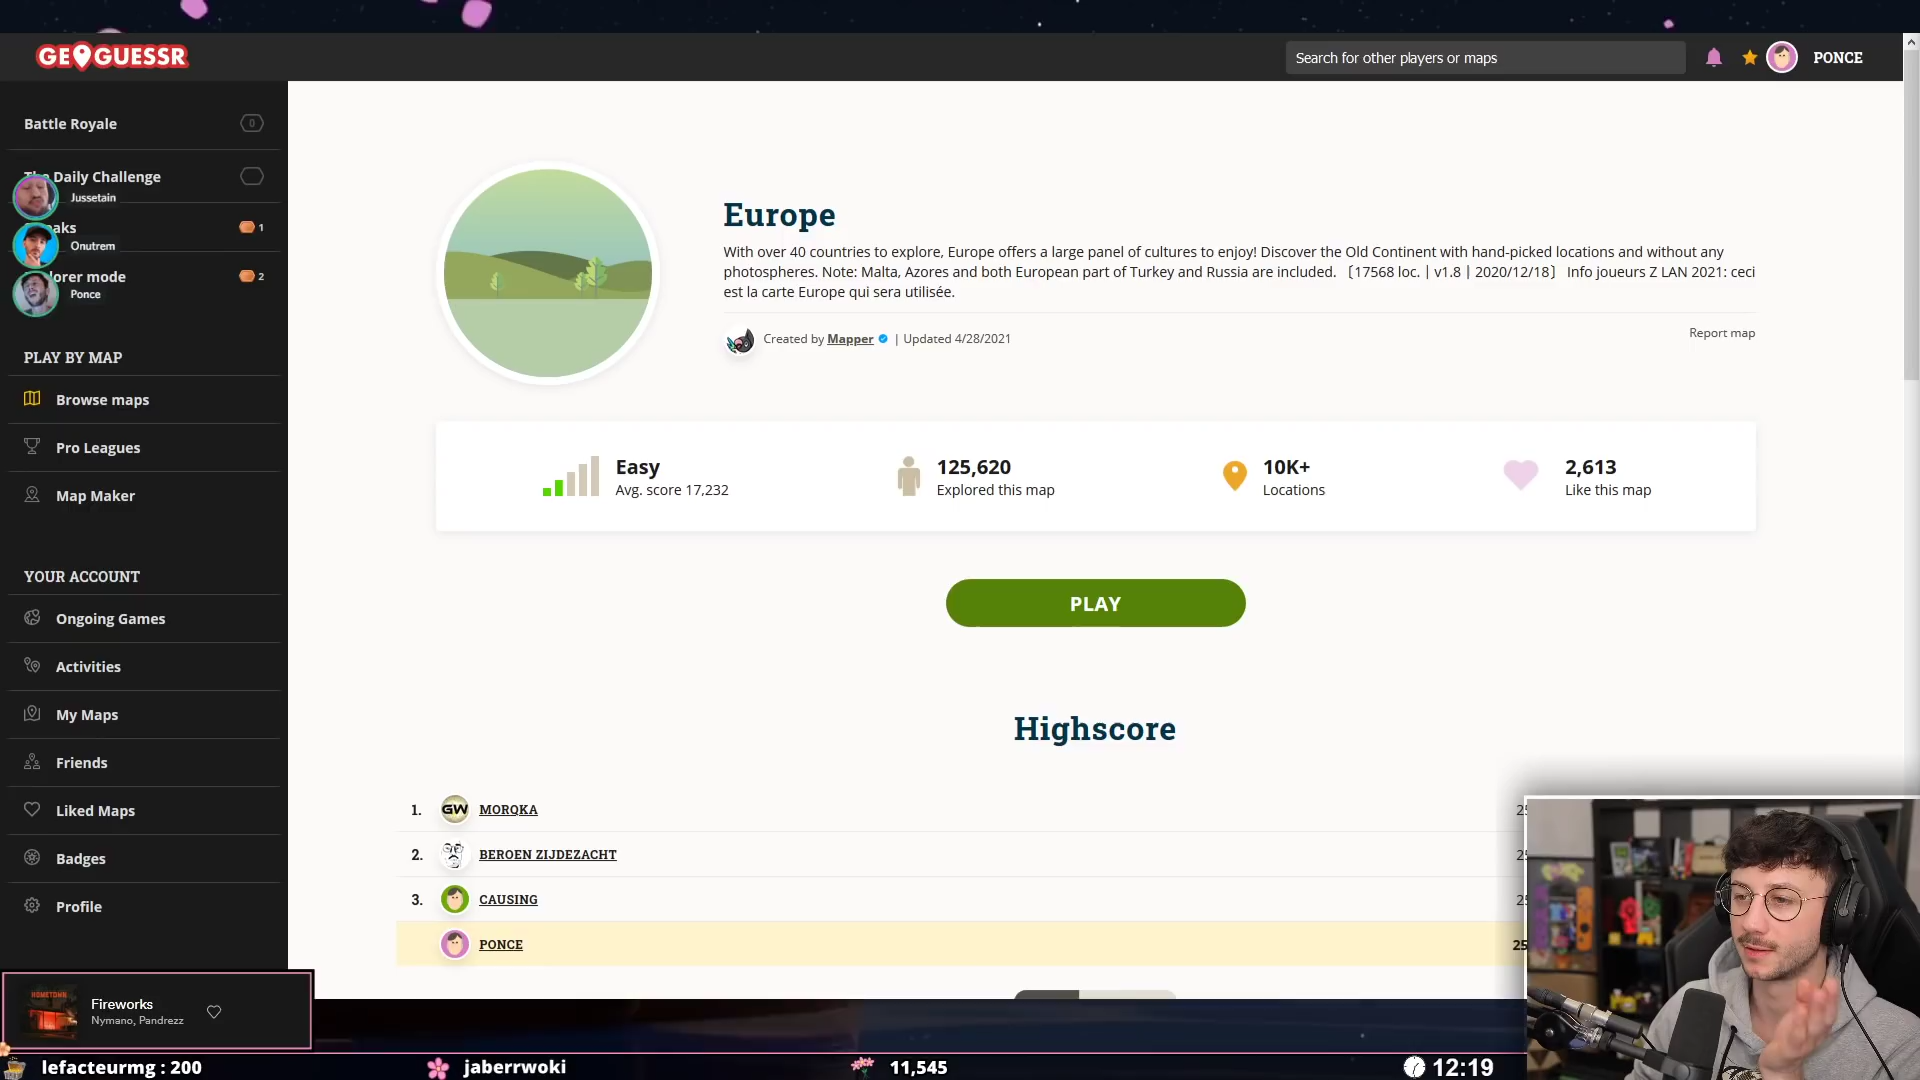 GEOGUESSR
Search for other players or maps
PONCE
Battle Royale
0
The Daily Challenge
Jussetain
1
Onutrem
Explorer mode
2
Ponce
PLAY BY MAP
Browse maps
Pro Leagues
Map Maker
YOUR ACCOUNT
Ongoing Games
Activities
My Maps
Friends
Liked Maps
Badges
Profile
Europe
With over 40 countries to explore, Europe offers a large panel of cultures to enjoy! Discover the Old Continent with hand-picked locations and without any
photospheres. Note: Malta, Azores and both European part of Turkey and Russia are included. 〔17568 loc. | v1.8 | 2020/12/18〕 Info joueurs Z LAN 2021: ceci
est la carte Europe qui sera utilisée.
Created by Mapper | Updated 4/28/2021
Report map
Easy
Avg. score 17,232
125,620
Explored this map
10K+
Locations
2,613
Like this map
PLAY
Highscore
1. GW MORQKA
2. BEROEN ZIJDEZACHT
3. CAUSING
PONCE
HOMETOWN
Fireworks
Nymano, Pandrezz
lefacteurmg : 200
jaberrwoki
11,545
12:19